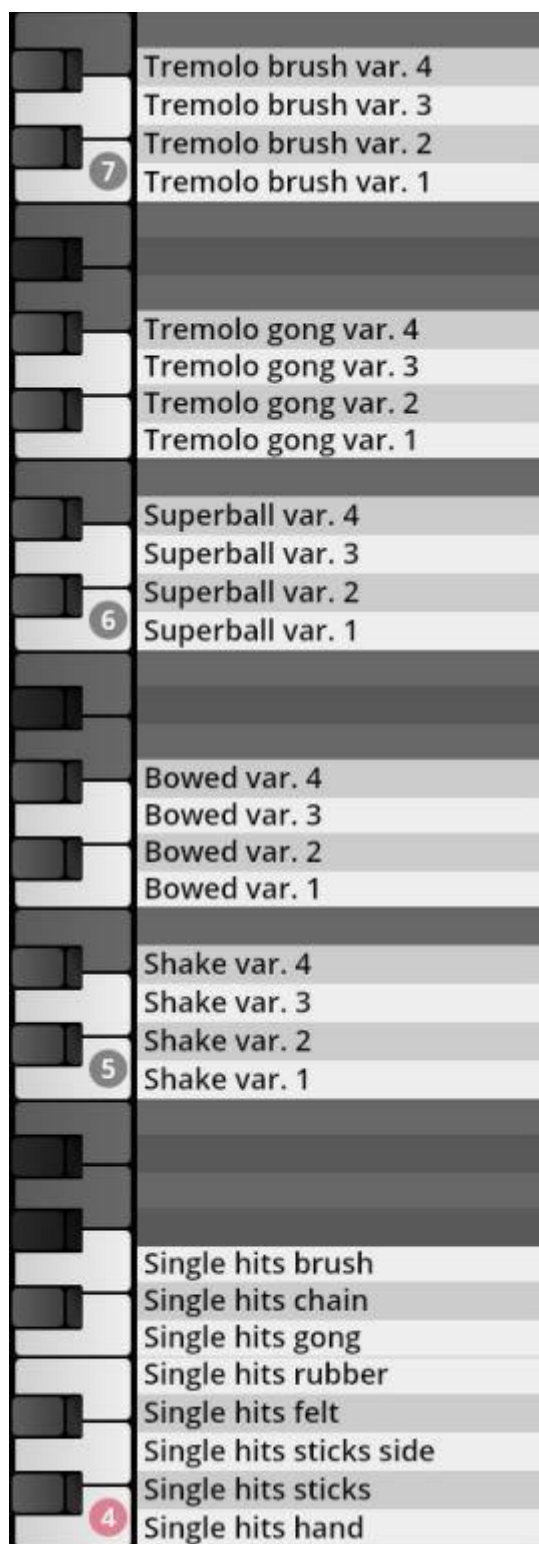 Tremolo brush var. 4
Tremolo brush var. 3
Tremolo brush var. 2
7 Tremolo brush var. 1
Tremolo gong var. 4
Tremolo gong var. 3
Tremolo gong var. 2
Tremolo gong var. 1
Superball var. 4
Superball var. 3
Superball var. 2
6 Superball var. 1
Bowed var. 4
Bowed var. 3
Bowed var. 2
Bowed var. 1
Shake var. 4
Shake var. 3
Shake var. 2
5 Shake var. 1
Single hits brush
Single hits chain
Single hits gong
Single hits rubber
Single hits felt
Single hits sticks side
Single hits sticks
4 Single hits hand